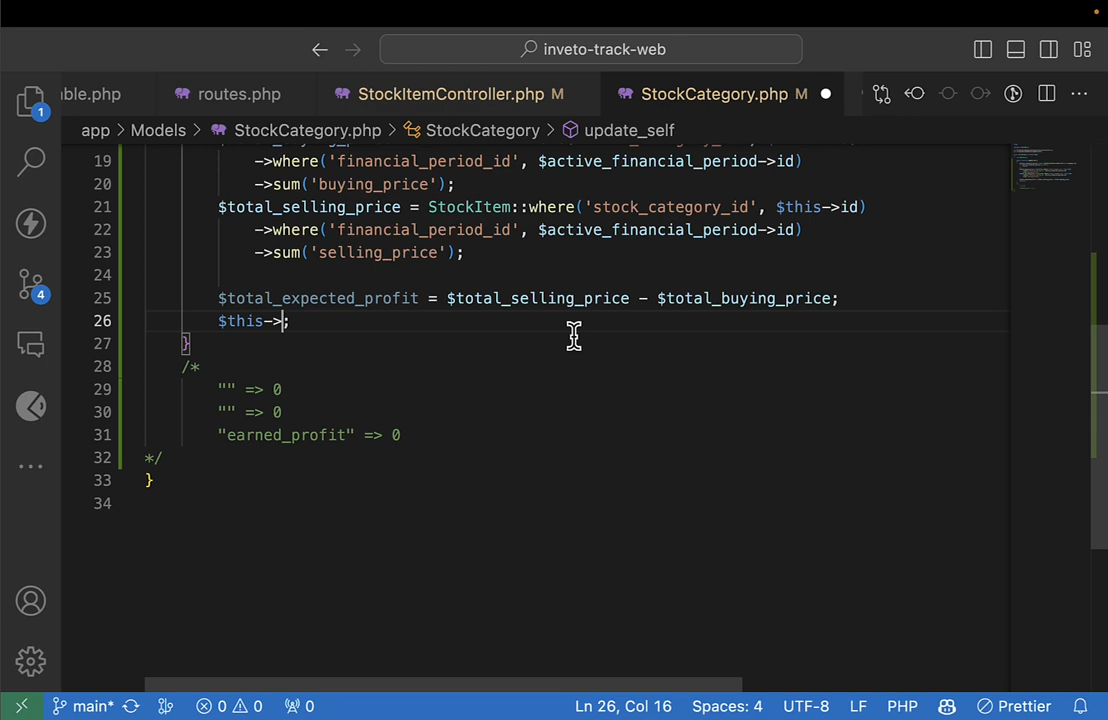 inveto-track-web
ble.php
routes.php
StockItemController.php M
StockCategory.php M
app > Models > StockCategory.php > StockCategory > update_self
1
4
19 ->where('financial_period_id', $active_financial_period->id)
20 ->sum('buying_price');
21 $total_selling_price = StockItem::where('stock_category_id', $this->id)
22 ->where('financial_period_id', $active_financial_period->id)
23 ->sum('selling_price');
24
25 $total_expected_profit = $total_selling_price - $total_buying_price;
26 $this->;
27 }
28 /*
29 "" => 0
30 "" => 0
31 "earned_profit" => 0
32 */
33 }
34
main* 0 0 0 Ln 26, Col 16 Spaces: 4 UTF-8 LF PHP Prettier